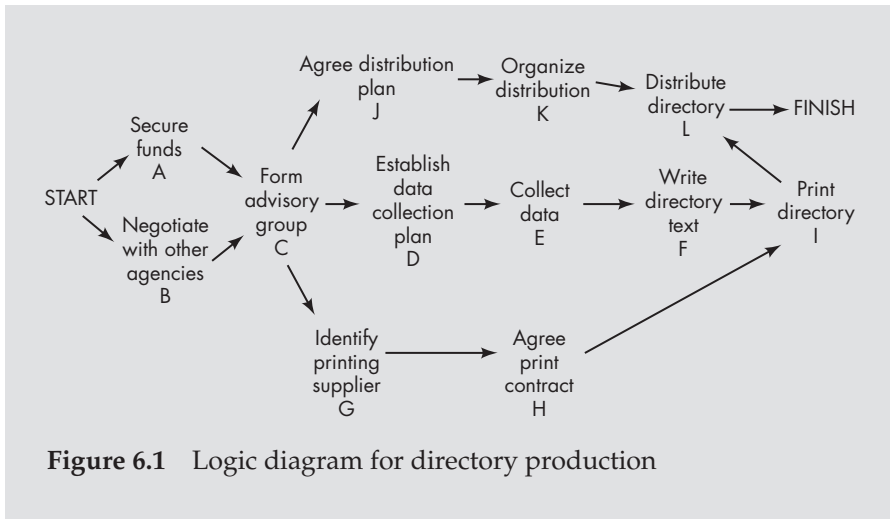 START
Secure
funds
A
Negotiate
with other
agencies
B
Form
advisory
group
C
Agree distribution
plan
J
Organize
distribution
K
Distribute
directory
L
FINISH
Establish
data
collection
plan
D
Collect
data
E
Write
directory
text
F
Print
directory
I
Identify
printing
supplier
G
Agree
print
contract
H
Figure 6.1 Logic diagram for directory production